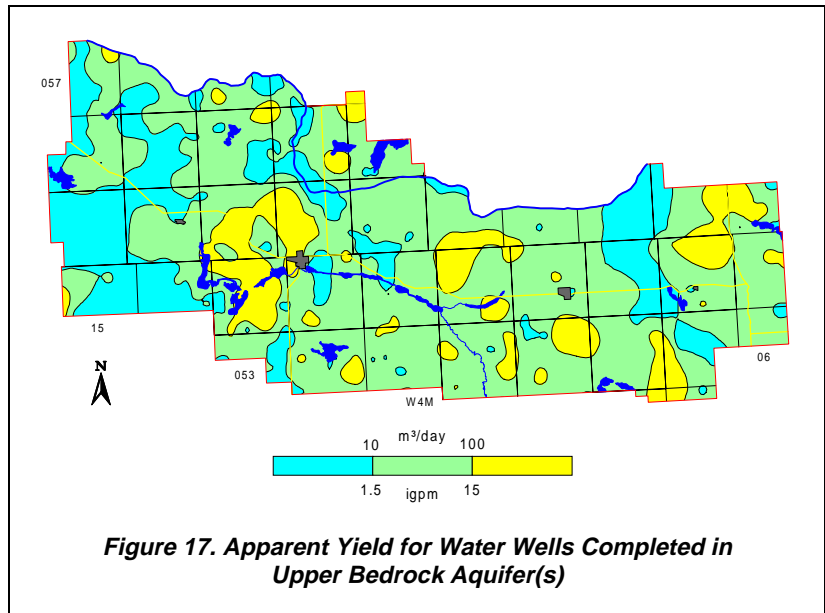 057
15
053
W4M
06
N
m³/day
10 100
1.5 igpm 15
Figure 17. Apparent Yield for Water Wells Completed in
Upper Bedrock Aquifer(s)